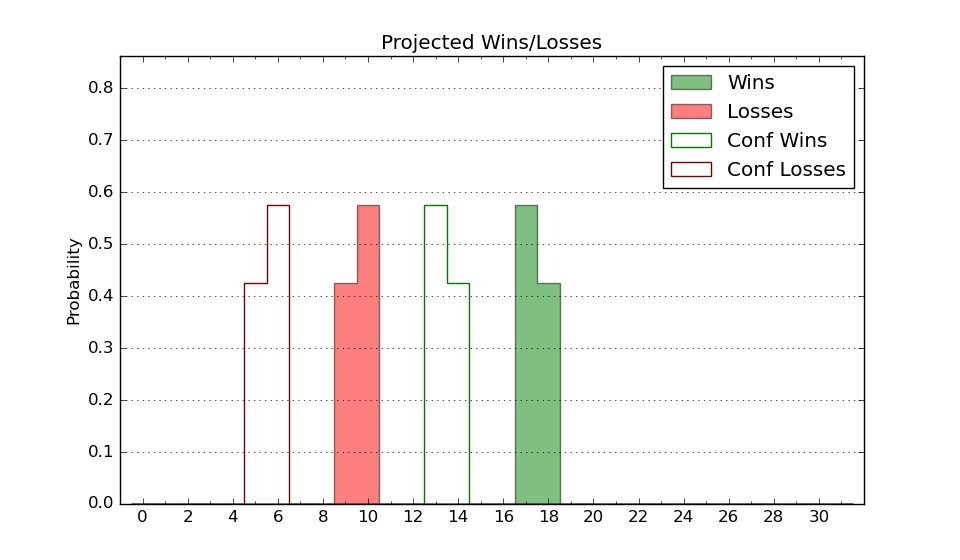 Projected Wins/Losses
Wins
Losses
Conf Wins
Conf Losses
Probability
0.8
0.7
0.6
0.5
0.4
0.3
0.2
0.1
0.0
0 2 4 6 8 10 12 14 16 18 20 22 24 26 28 30